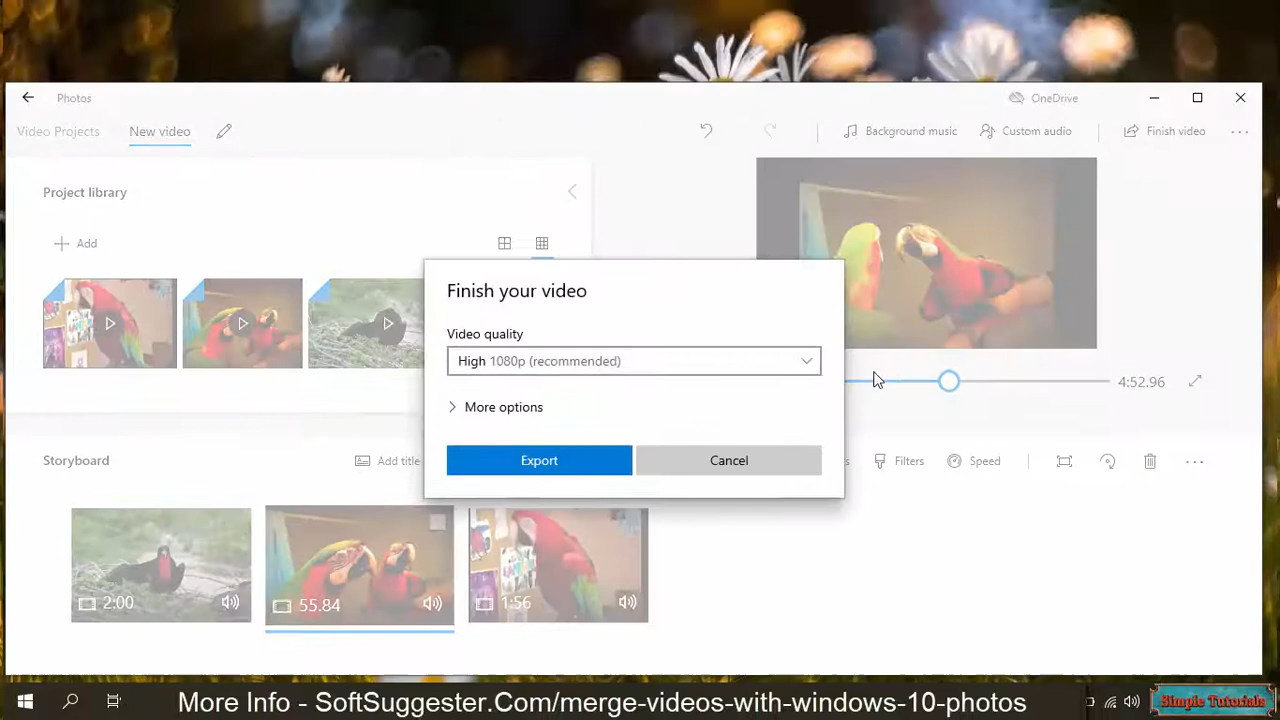 Photos
OneDrive
Video Projects
New video
Background music
Custom audio
Finish video
Project library
Add
Finish your video
Video quality
High 1080p (recommended)
More options
Export
Cancel
4:52.96
Storyboard
Add title
s
Filters
Speed
2:00
55.84
1:56
More Info - SoftSuggester.Com/merge-videos-with-windows-10-photos
Simple Tutorials